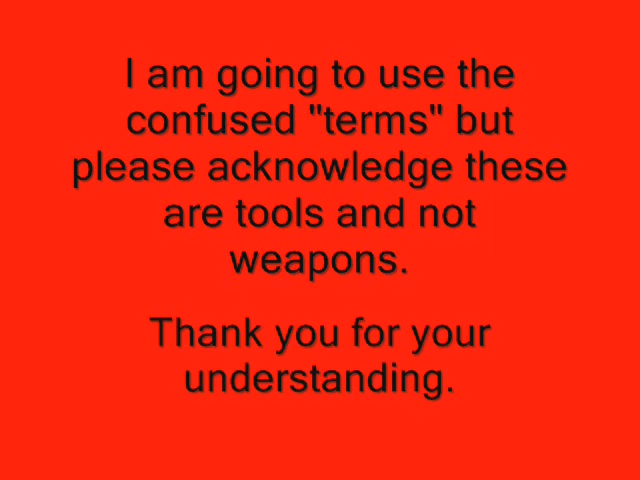 I am going to use the
confused "terms" but
please acknowledge these
are tools and not
weapons.
Thank you for your
understanding.